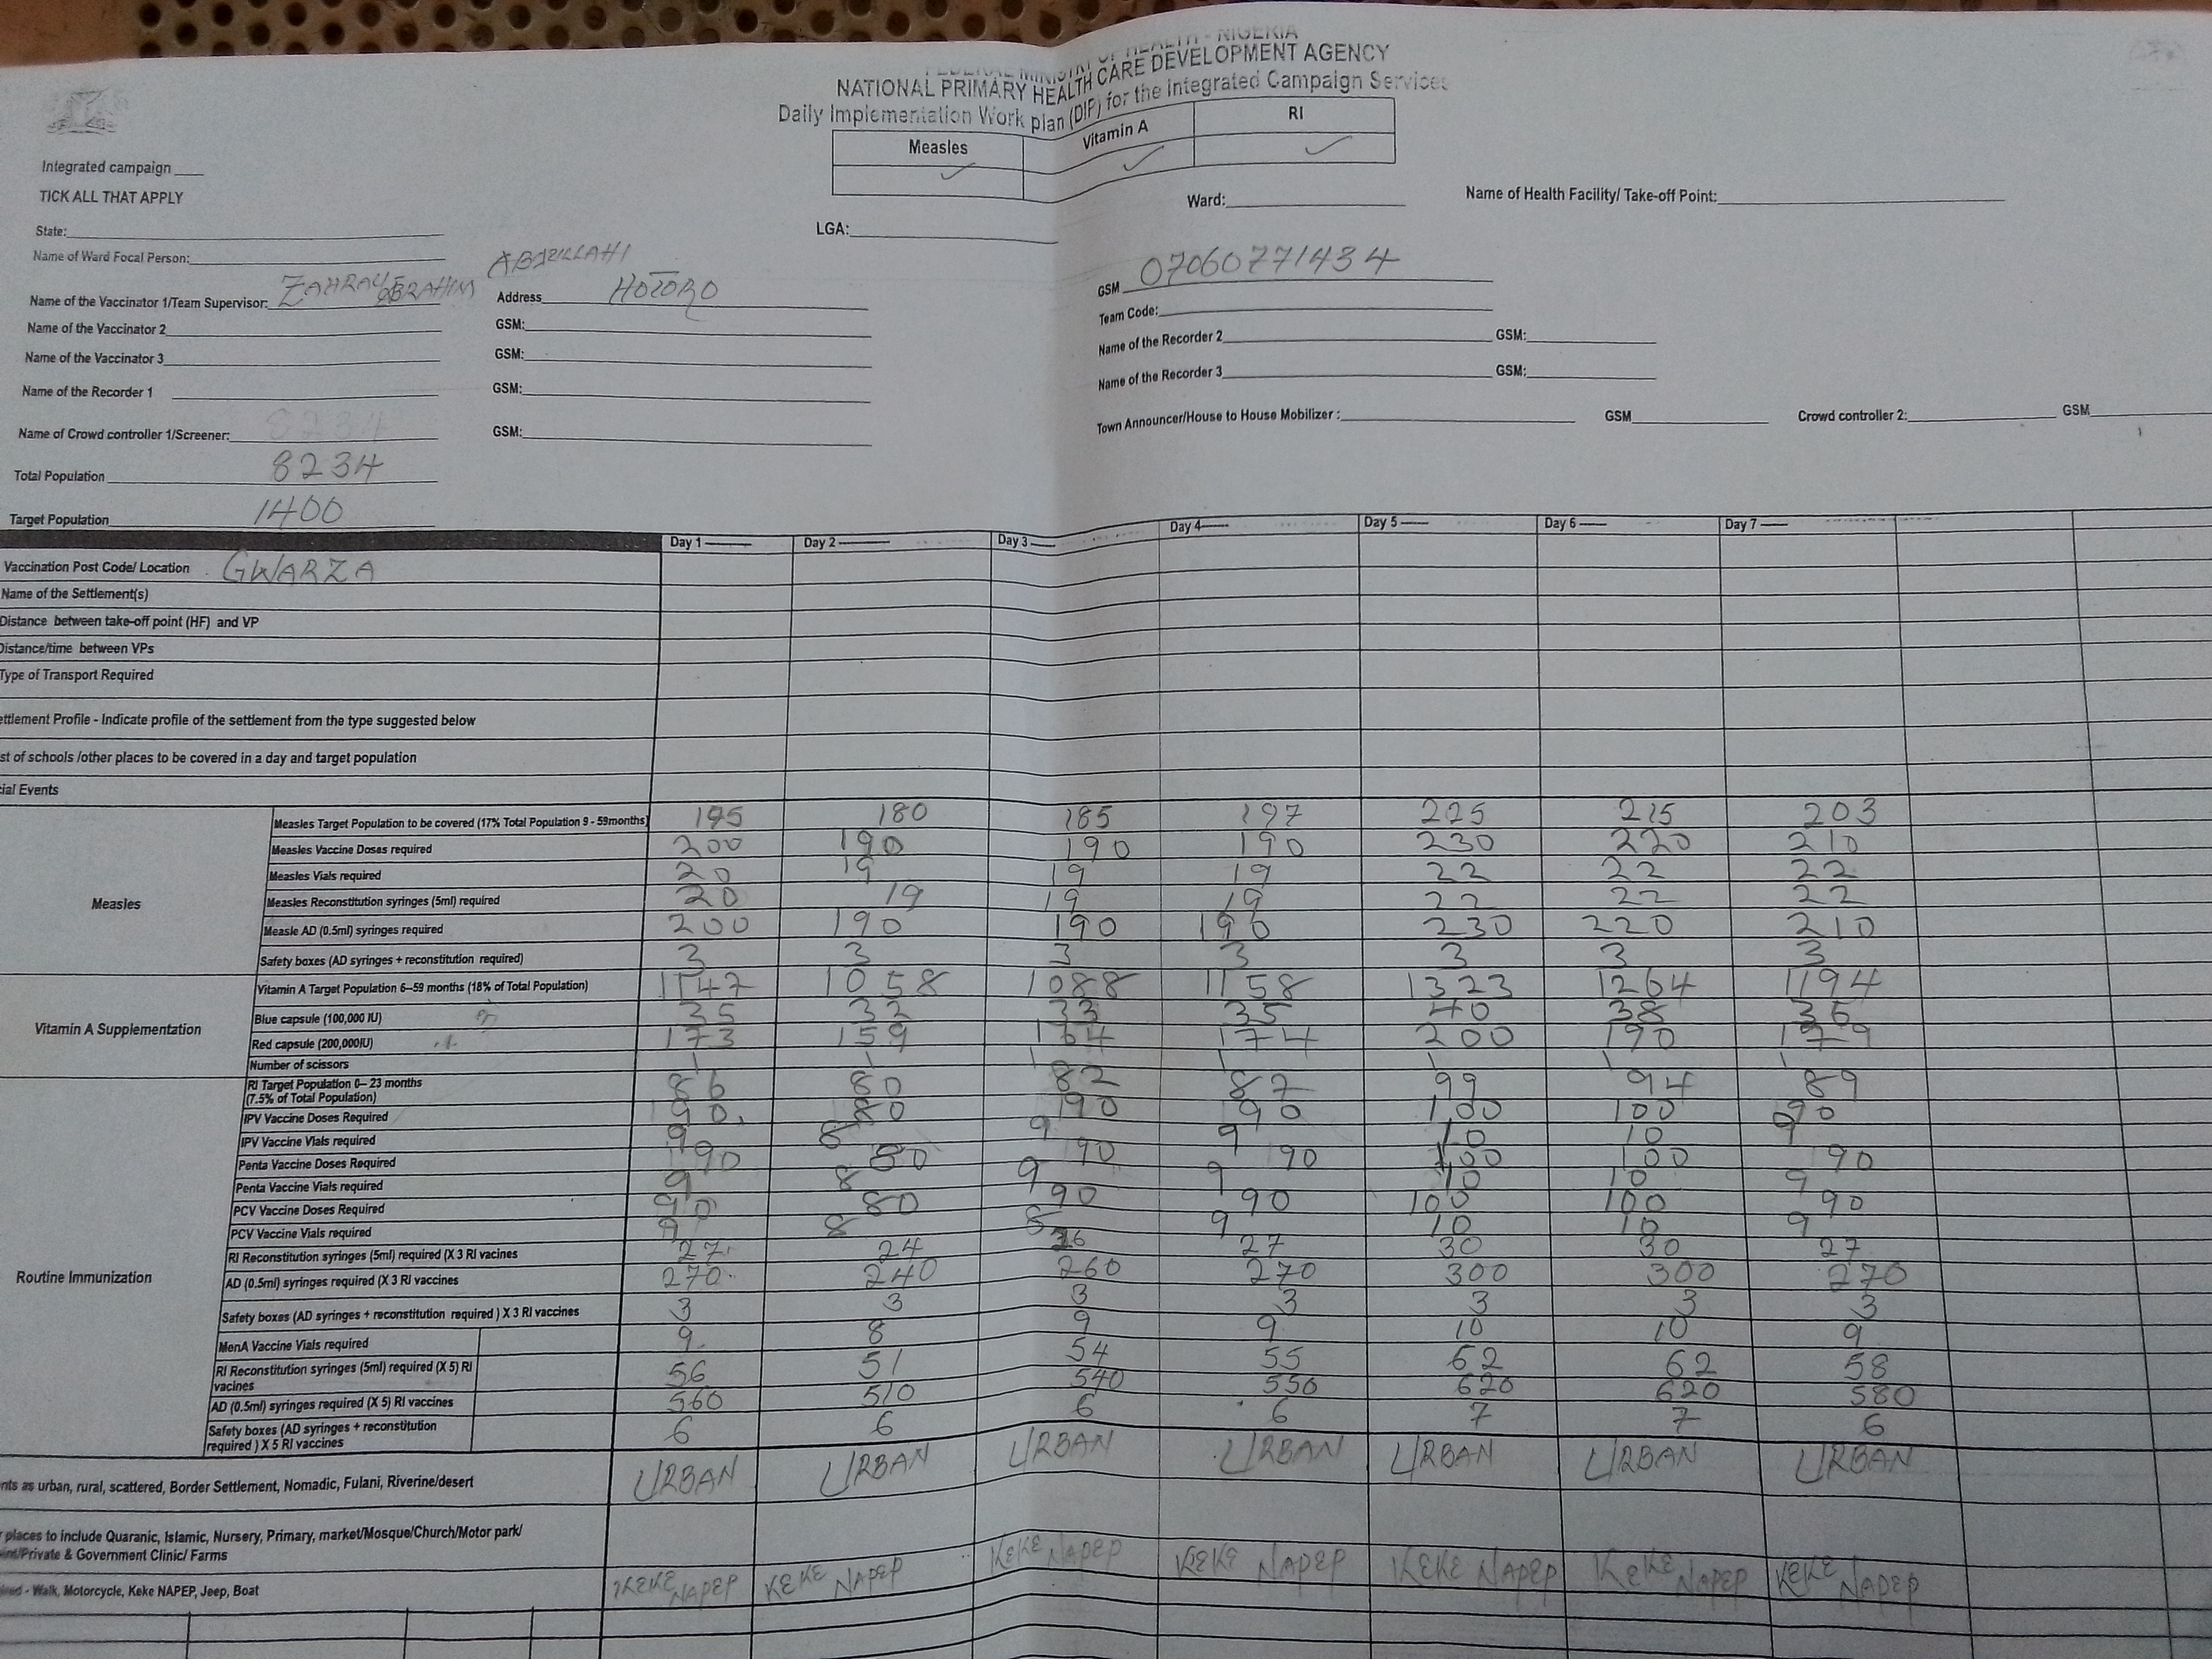 FEDERAL MINISTRY OF HEALTH - NIGERIA
NATIONAL PRIMARY HEALTH CARE DEVELOPMENT AGENCY
Daily Implementation Work plan (DIP) for the Integrated Campaign Services
Measles Vitamin A RI
✓ ✓ ✓
Integrated campaign
TICK ALL THAT APPLY
State: LGA: Ward: Name of Health Facility/ Take-off Point:
Name of Ward Focal Person:
Name of the Vaccinator 1/Team Supervisor: ZAHRAU IBRAHIM ABDULLAHI Address HOTORO GSM 07060771434
Name of the Vaccinator 2 GSM: Team Code:
Name of the Vaccinator 3 GSM: Name of the Recorder 2 GSM:
Name of the Recorder 1 GSM: Name of the Recorder 3 GSM:
Name of Crowd controller 1/Screener: 8234 GSM: Town Announcer/House to House Mobilizer : GSM Crowd controller 2: GSM
Total Population 8234
Target Population 1400
Day 1 Day 2 Day 3 Day 4 Day 5 Day 6 Day 7
Vaccination Post Code/ Location GWARZA
Name of the Settlement(s)
Distance between take-off point (HF) and VP
Distance/time between VPs
Type of Transport Required
ettlement Profile - Indicate profile of the settlement from the type suggested below
st of schools /other places to be covered in a day and target population
ial Events
Measles
Measles Target Population to be covered (17% Total Population 9 - 59months) 195 180 185 197 225 215 203
Measles Vaccine Doses required 200 190 190 190 230 220 210
Measles Vials required 20 19 19 19 22 22 22
Measles Reconstitution syringes (5ml) required 20 19 19 19 22 22 22
Measle AD (0.5ml) syringes required 200 190 190 190 230 220 210
Safety boxes (AD syringes + reconstitution required) 3 3 3 3 3 3 3
Vitamin A Supplementation
Vitamin A Target Population 6–59 months (18% of Total Population) 1147 1058 1088 1158 1323 1264 1194
Blue capsule (100,000 IU) 35 32 33 35 40 38 36
Red capsule (200,000IU) 173 159 164 174 200 190 179
Number of scissors 1 1 1 1 1 1 1
Routine Immunization
RI Target Population 0– 23 months
(7.5% of Total Population) 86 80 82 87 99 94 89
IPV Vaccine Doses Required 90 80 90 90 100 100 90
IPV Vaccine Vials required 9 8 9 9 10 10 9
Penta Vaccine Doses Required 90 80 90 90 100 100 90
Penta Vaccine Vials required 9 8 9 9 10 10 9
PCV Vaccine Doses Required 90 80 90 90 100 100 90
PCV Vaccine Vials required 9 8 8 9 10 10 9
RI Reconstitution syringes (5ml) required (X 3 RI vacines 27 24 26 27 30 30 27
AD (0.5ml) syringes required (X 3 RI vaccines 270 240 260 270 300 300 270
Safety boxes (AD syringes + reconstitution required ) X 3 RI vaccines 3 3 3 3 3 3 3
MenA Vaccine Vials required 9 8 9 9 10 10 9
RI Reconstitution syringes (5ml) required (X 5) RI
vacines 56 51 54 55 62 62 58
AD (0.5ml) syringes required (X 5) RI vaccines 560 510 540 550 620 620 580
Safety boxes (AD syringes + reconstitution
required ) X 5 RI vaccines 6 6 6 6 7 7 6
nts as urban, rural, scattered, Border Settlement, Nomadic, Fulani, Riverine/desert URBAN URBAN URBAN URBAN URBAN URBAN URBAN
r places to include Quaranic, Islamic, Nursery, Primary, market/Mosque/Church/Motor park/
int/Private & Government Clinic/ Farms
ired - Walk, Motorcycle, Keke NAPEP, Jeep, Boat KEKE NAPEP KEKE NAPEP KEKE NAPEP KEKE NAPEP KEKE NAPEP KEKE NAPEP KEKE NAPEP